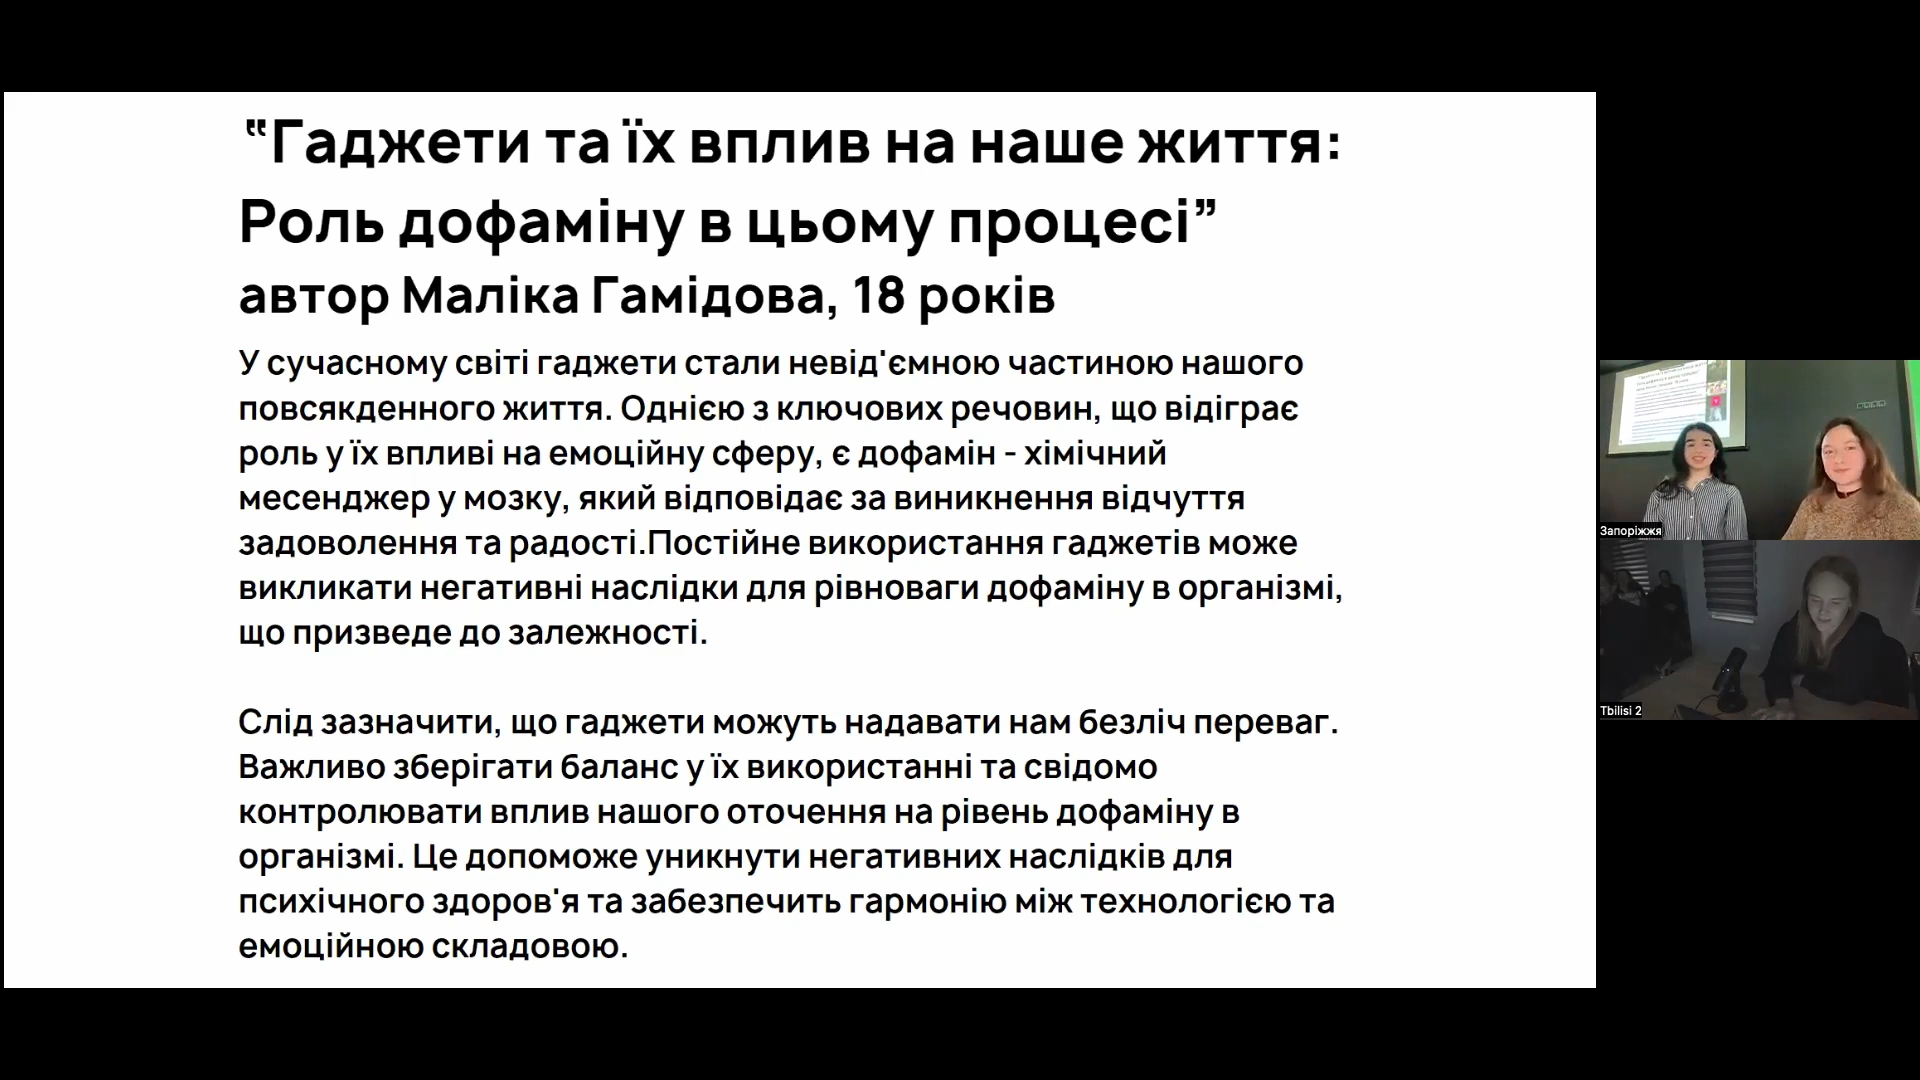 ‟Гаджети та їх вплив на наше життя:
Роль дофаміну в цьому процесі”
автор Маліка Гамідова, 18 років
У сучасному світі гаджети стали невід'ємною частиною нашого
повсякденного життя. Однією з ключових речовин, що відіграє
роль у їх впливі на емоційну сферу, є дофамін - хімічний
месенджер у мозку, який відповідає за виникнення відчуття
задоволення та радості.Постійне використання гаджетів може
викликати негативні наслідки для рівноваги дофаміну в організмі,
що призведе до залежності.
Слід зазначити, що гаджети можуть надавати нам безліч переваг.
Важливо зберігати баланс у їх використанні та свідомо
контролювати вплив нашого оточення на рівень дофаміну в
організмі. Це допоможе уникнути негативних наслідків для
психічного здоров'я та забезпечить гармонію між технологією та
емоційною складовою.
Запоріжжя
Tbilisi 2